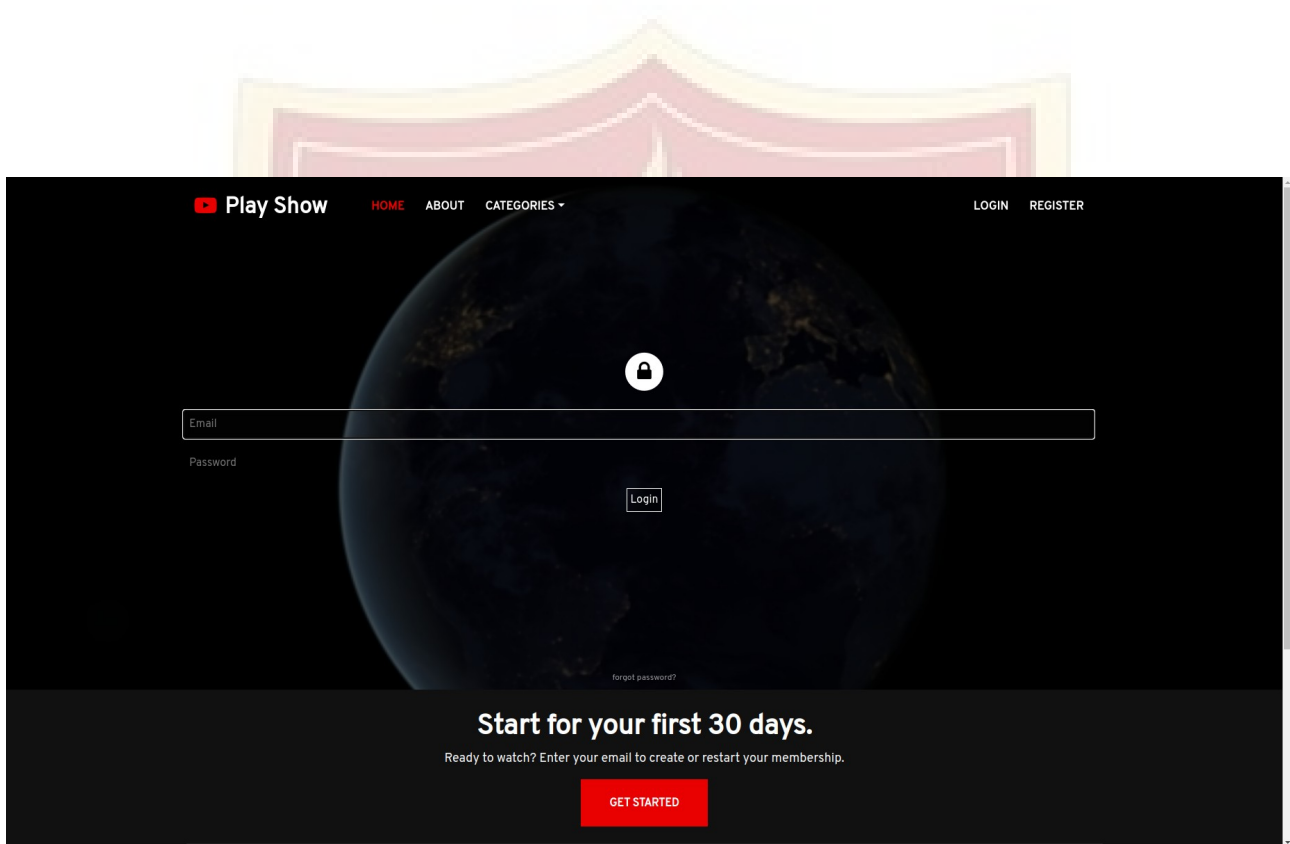 Play Show HOME ABOUT CATEGORIES LOGIN REGISTER
Email
Password
Login
forgot password?
Start for your first 30 days.
Ready to watch? Enter your email to create or restart your membership.
GET STARTED